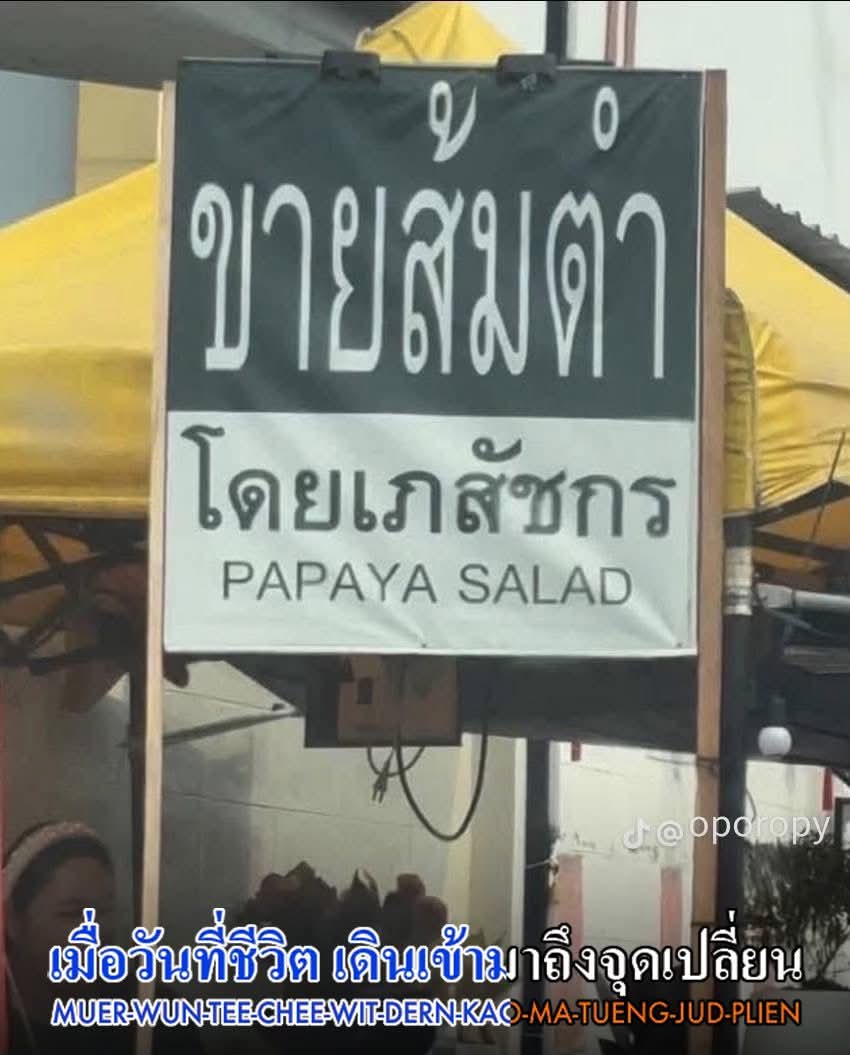 ขายส้มตำ
โดยเภสัชกร
PAPAYA SALAD
@oporopy
เมื่อวันที่ชีวิต เดินเข้ามาถึงจุดเปลี่ยน
MUER-WUN-TEE-CHEE-WIT-DERN-KAO-MA-TUENG-JUD-PLIEN